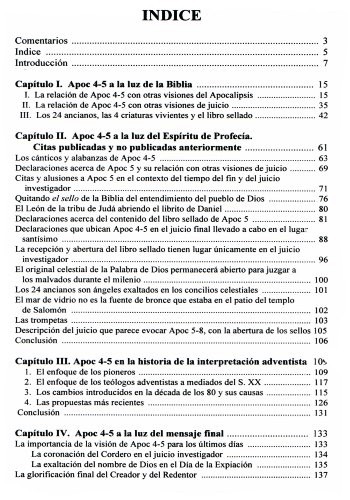 INDICE
Comentarios ........ 3
Indice ........ 5
Introducción ........ 7
Capítulo I. Apoc 4-5 a la luz de la Biblia ........ 15
I. La relación de Apoc 4-5 con otras visiones del Apocalipsis ........ 15
II. La relación de Apoc 4-5 con otras visiones de juicio ........ 35
III. Los 24 ancianos, las 4 criaturas vivientes y el libro sellado ........ 42
Capítulo II. Apoc 4-5 a la luz del Espíritu de Profecía.
Citas publicadas y no publicadas anteriormente ........ 61
Los cánticos y alabanzas de Apoc 4-5 ........ 63
Declaraciones acerca de Apoc 5 y su relación con otras visiones de juicio ........ 69
Citas y alusiones a Apoc 5 en el contexto del tiempo del fin y del juicio
investigador ........ 71
Quitando el sello de la Biblia del entendimiento del pueblo de Dios ........ 76
El León de la tribu de Judá abriendo el librito de Daniel ........ 80
Declaraciones acerca del contenido del libro sellado de Apoc 5 ........ 81
Declaraciones que ubican Apoc 4-5 en el juicio final llevado a cabo en el lugar
santísimo ........ 88
La recepción y abertura del libro sellado tienen lugar únicamente en el juicio
investigador ........ 96
El original celestial de la Palabra de Dios permanecerá abierto para juzgar a
los malvados durante el milenio ........ 100
Los 24 ancianos son ángeles exaltados en los concilios celestiales ........ 101
El mar de vidrio no es la fuente de bronce que estaba en el patio del templo
de Salomón ........ 102
Las trompetas ........ 103
Descripción del juicio que parece evocar Apoc 5-8, con la abertura de los sellos 105
Conclusión ........ 106
Capítulo III. Apoc 4-5 en la historia de la interpretación adventista
1. El enfoque de los pioneros ........ 109
2. El enfoque de los teólogos adventistas a mediados del S. XX ........ 117
3. Los cambios introducidos en la década de los 80 y sus causas ........ 115
4. Las propuestas más recientes ........ 126
Conclusión ........ 131
Capítulo IV. Apoc 4-5 a la luz del mensaje final ........ 133
La importancia de la visión de Apoc 4-5 para los últimos días ........ 133
La coronación del Cordero en el juicio investigador ........ 134
La exaltación del nombre de Dios en el Día de la Expiación ........ 135
La glorificación final del Creador y del Redentor ........ 137